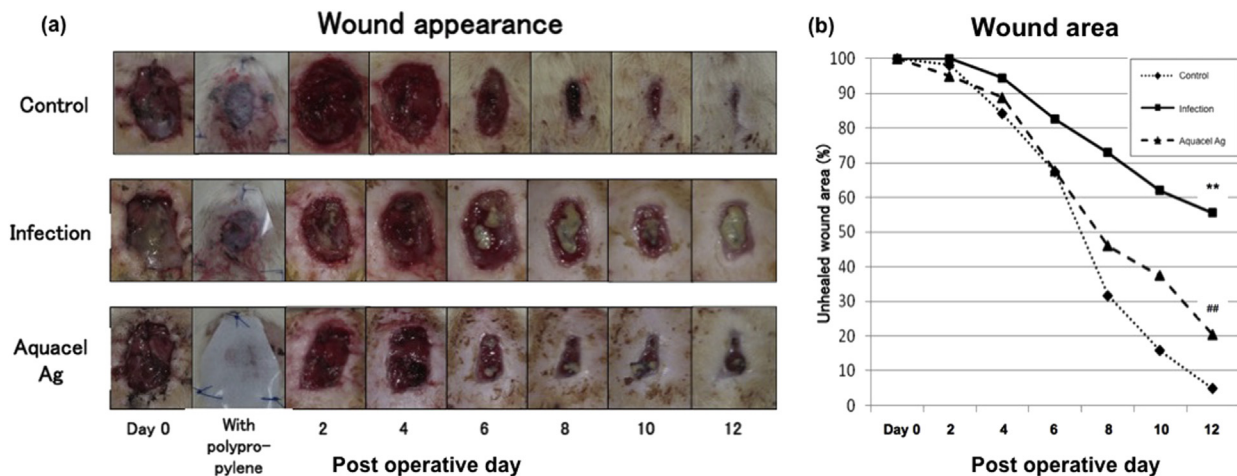 (a)
Wound appearance
Control
Infection
Aquacel
Ag
Day 0
With
polypro-
pylene
2
4
6
8
10
12
Post operative day
(b)
Wound area
Unhealed wound area (%)
100
90
80
70
60
50
40
30
20
10
0
Control
Infection
Aquacel Ag
**
##
Day 0
2
4
6
8
10
12
Post operative day